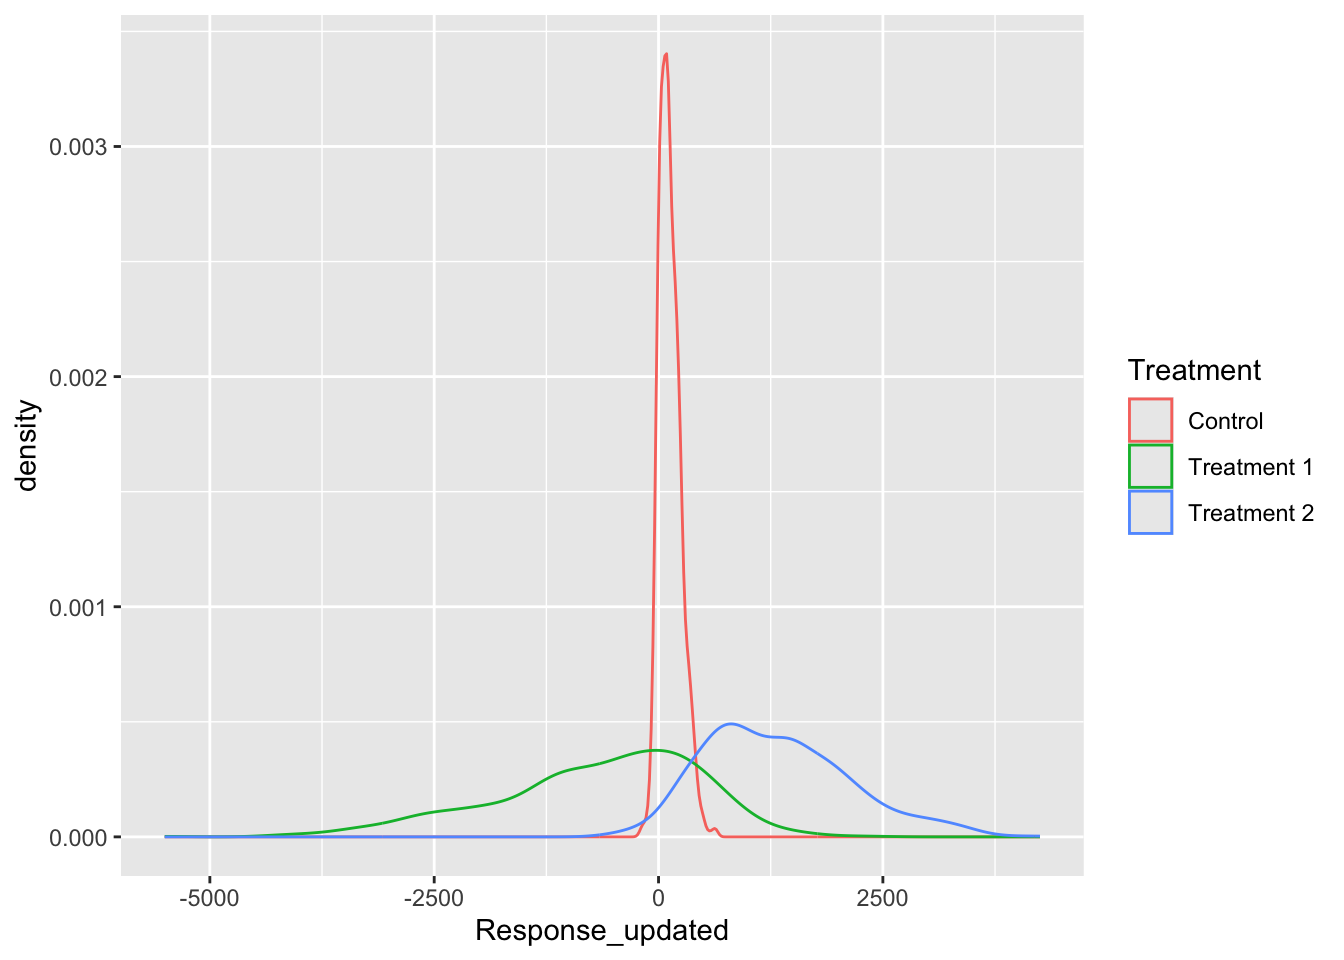 density
0.003
0.002
0.001
0.000
-5000 -2500 0 2500
Response_updated
Treatment
Control
Treatment 1
Treatment 2